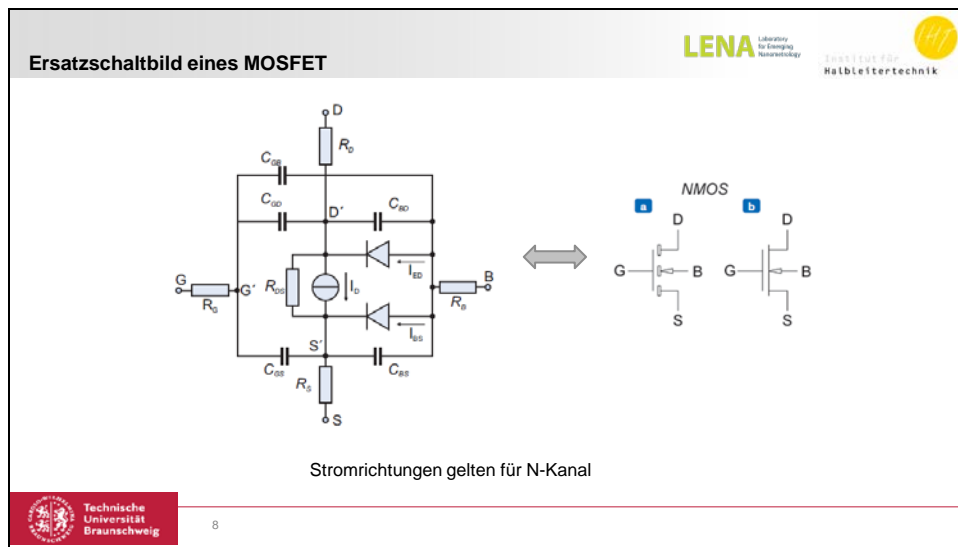 Ersatzschaltbild eines MOSFET
LENA Laboratory for Emerging Nanometrology
Institut für
Halbleitertechnik
D
R_D
C_GB
C_GD
D´
C_BD
NMOS
a
b
D
D
G
R_G
G´
R_DS
I_D
I_ED
B
R_B
G
B
G
B
I_BS
S
S
S´
C_GS
C_BS
R_S
S
Stromrichtungen gelten für N-Kanal
Technische
Universität
Braunschweig
8